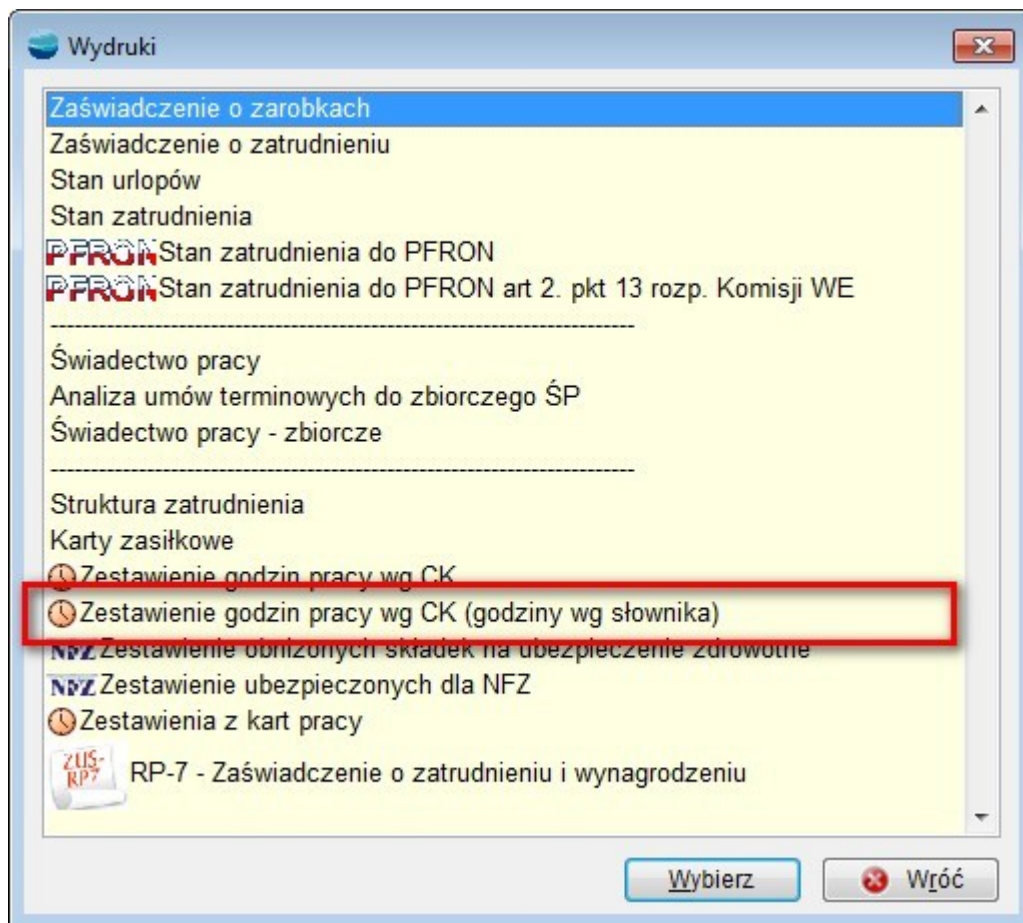 Wydruki
Zaświadczenie o zarobkach
Zaświadczenie o zatrudnieniu
Stan urlopów
Stan zatrudnienia
PFRON Stan zatrudnienia do PFRON
PFRON Stan zatrudnienia do PFRON art 2. pkt 13 rozp. Komisji WE
-------------------------------------------------------------------------
Świadectwo pracy
Analiza umów terminowych do zbiorczego ŚP
Świadectwo pracy - zbiorcze
-------------------------------------------------------------------------
Struktura zatrudnienia
Karty zasiłkowe
Zestawienie godzin pracy wg CK
Zestawienie godzin pracy wg CK (godziny wg słownika)
NFZ Zestawienie obniżonych składek na ubezpieczenie zdrowotne
NFZ Zestawienie ubezpieczonych dla NFZ
Zestawienia z kart pracy
ZUS-RP7 RP-7 - Zaświadczenie o zatrudnieniu i wynagrodzeniu
Wybierz Wróć